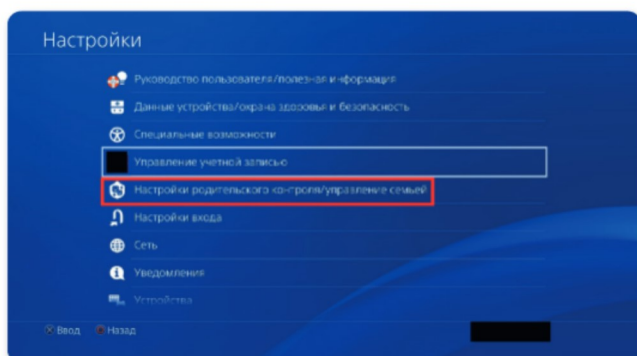 Настройки
Руководство пользователя/полезная информация
Данные устройства/охрана здоровья и безопасность
Специальные возможности
Управление учетной записью
Настройки родительского контроля/управление семьей
Настройки входа
Сеть
Уведомления
Устройства
Ввод Назад